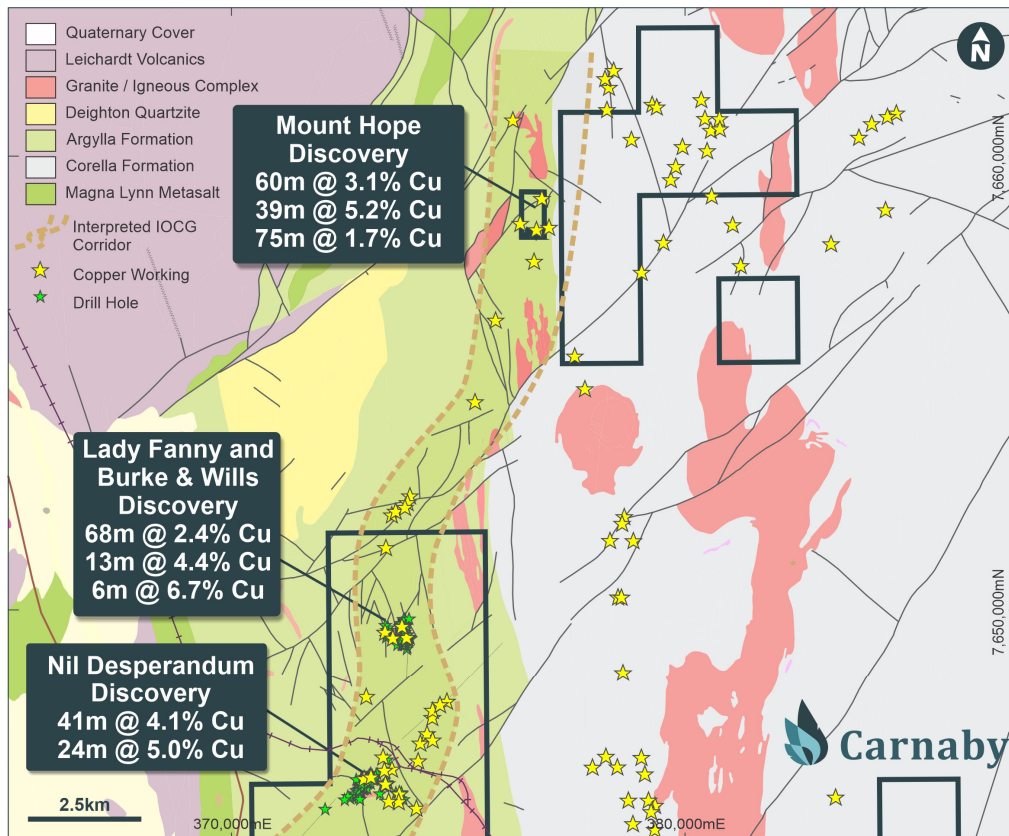 Quaternary Cover
Leichardt Volcanics
Granite / Igneous Complex
Deighton Quartzite
Argylla Formation
Corella Formation
Magna Lynn Metasalt
Interpreted IOCG
Corridor
Copper Working
Drill Hole
N
Mount Hope
Discovery
60m @ 3.1% Cu
39m @ 5.2% Cu
75m @ 1.7% Cu
7,660,000mN
Lady Fanny and
Burke & Wills
Discovery
68m @ 2.4% Cu
13m @ 4.4% Cu
6m @ 6.7% Cu
7,650,000mN
Nil Desperandum
Discovery
41m @ 4.1% Cu
24m @ 5.0% Cu
Carnaby
2.5km
370,000mE
380,000mE